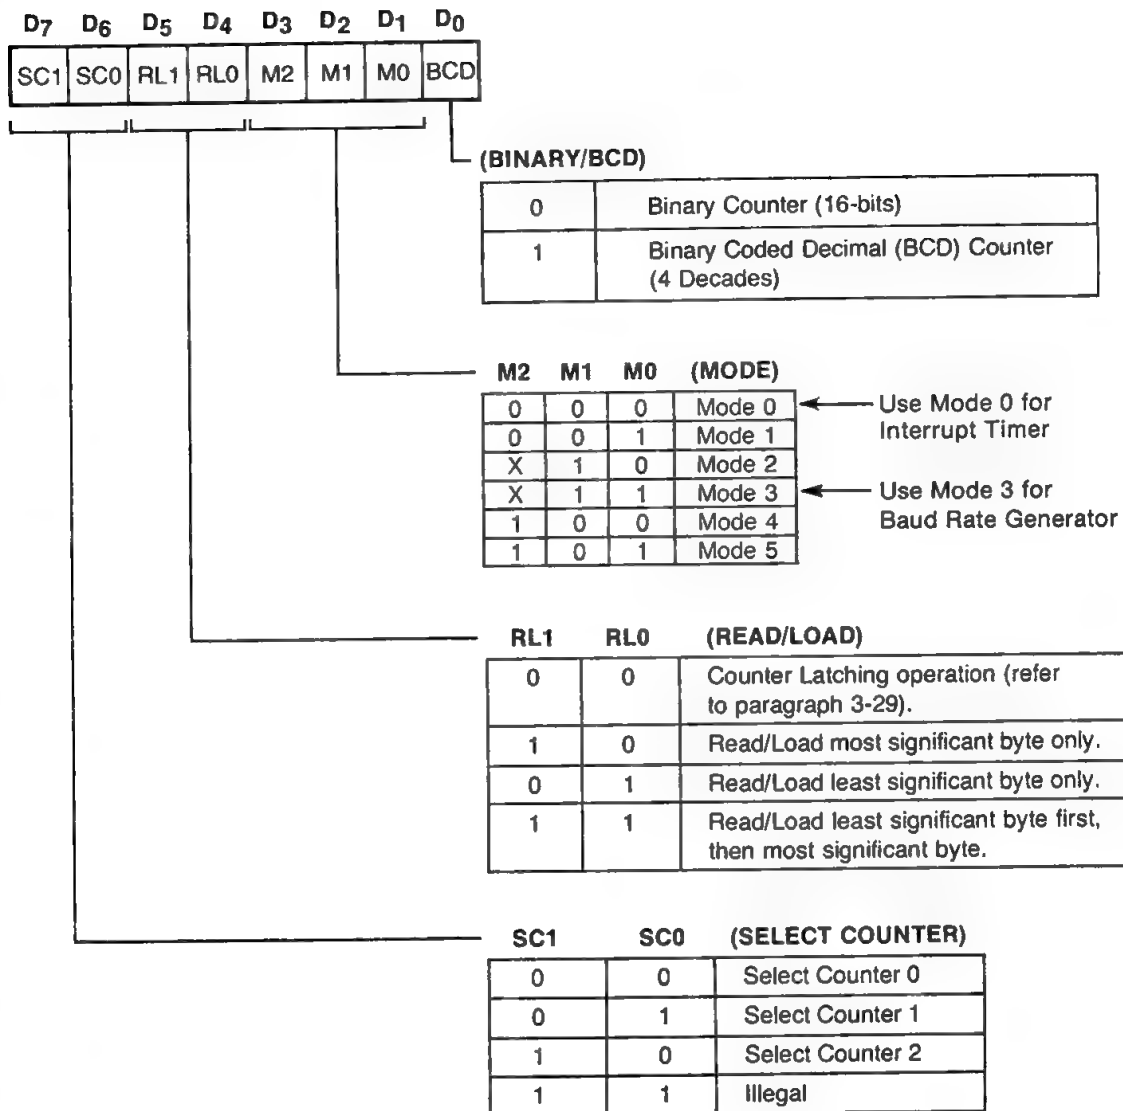 D7 D6 D5 D4 D3 D2 D1 D0
SC1 SC0 RL1 RL0 M2 M1 M0 BCD
(BINARY/BCD)
0 Binary Counter (16-bits)
1 Binary Coded Decimal (BCD) Counter
(4 Decades)
M2 M1 M0 (MODE)
0 0 0 Mode 0
0 0 1 Mode 1
X 1 0 Mode 2
X 1 1 Mode 3
1 0 0 Mode 4
1 0 1 Mode 5
Use Mode 0 for
Interrupt Timer
Use Mode 3 for
Baud Rate Generator
RL1 RL0 (READ/LOAD)
0 0 Counter Latching operation (refer
to paragraph 3-29).
1 0 Read/Load most significant byte only.
0 1 Read/Load least significant byte only.
1 1 Read/Load least significant byte first,
then most significant byte.
SC1 SC0 (SELECT COUNTER)
0 0 Select Counter 0
0 1 Select Counter 1
1 0 Select Counter 2
1 1 Illegal